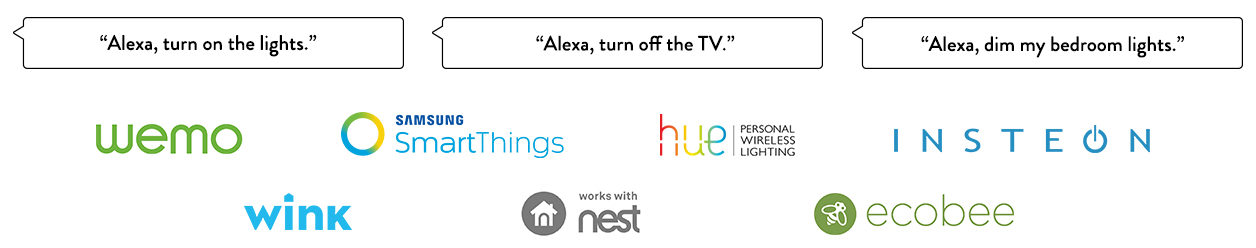 “Alexa, turn on the lights.”
“Alexa, turn off the TV.”
“Alexa, dim my bedroom lights.”
wemo
SAMSUNG
SmartThings
hue
PERSONAL
WIRELESS
LIGHTING
INSTEON
wink
works with
nest
ecobee